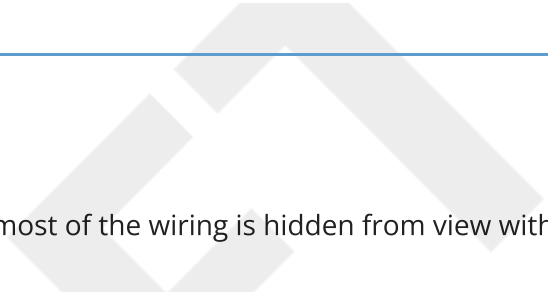 most of the wiring is hidden from view with